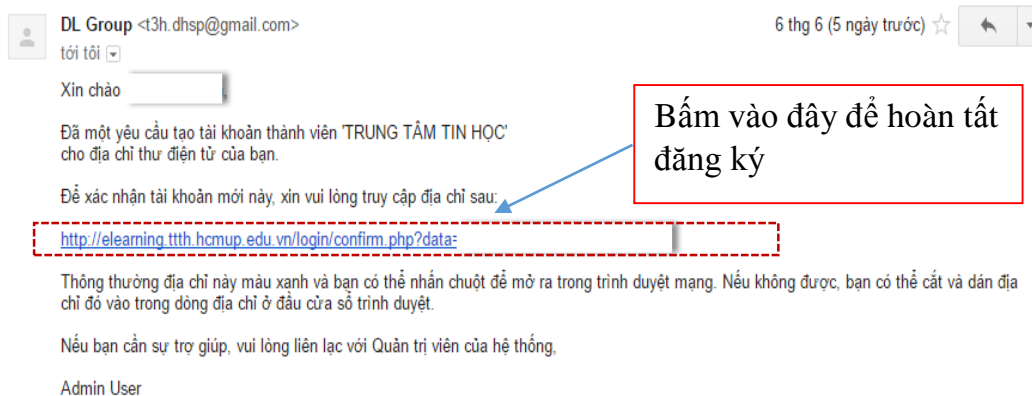 DL Group <t3h.dhsp@gmail.com>
6 thg 6 (5 ngày trước)
tới tôi
Xin chào
Bấm vào đây để hoàn tất
đăng ký
Đã một yêu cầu tạo tài khoản thành viên 'TRUNG TÂM TIN HỌC'
cho địa chỉ thư điện tử của bạn.
Để xác nhận tài khoản mới này, xin vui lòng truy cập địa chỉ sau:
http://elearning.ttth.hcmup.edu.vn/login/confirm.php?data=
Thông thường địa chỉ này màu xanh và bạn có thể nhấn chuột để mở ra trong trình duyệt mạng. Nếu không được, bạn có thể cắt và dán địa
chỉ đó vào trong dòng địa chỉ ở đầu cửa sổ trình duyệt.
Nếu bạn cần sự trợ giúp, vui lòng liên lạc với Quản trị viên của hệ thống,
Admin User